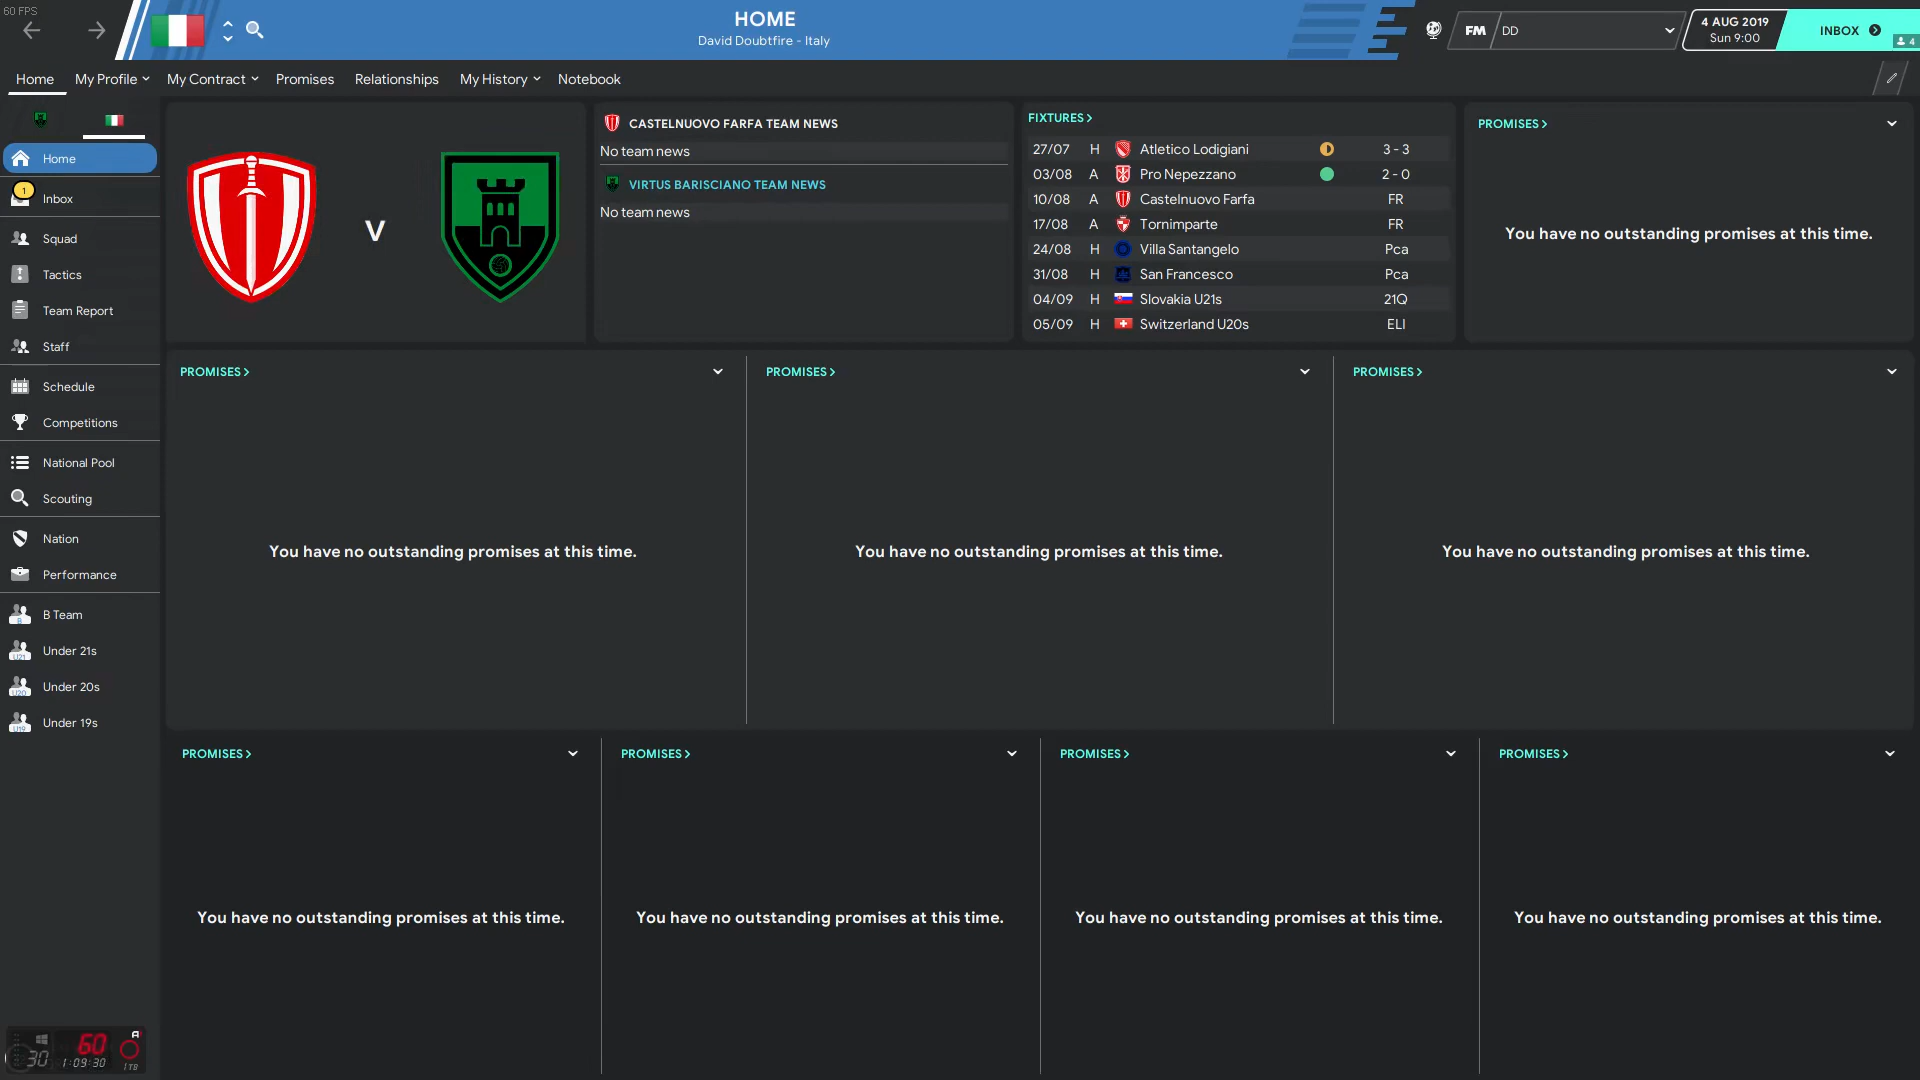 60 FPS
HOME
David Doubtfire - Italy
FM DD
4 AUG 2019
Sun 9:00
INBOX
4
Home My Profile My Contract Promises Relationships My History Notebook
Home
1
Inbox
Squad
Tactics
Team Report
Staff
Schedule
Competitions
National Pool
Scouting
Nation
Performance
B
B Team
U21
Under 21s
U20
Under 20s
U19
Under 19s
V
CASTELNUOVO FARFA TEAM NEWS
No team news
VIRTUS BARISCIANO TEAM NEWS
No team news
FIXTURES >
27/07 H Atletico Lodigiani 3 - 3
03/08 A Pro Nepezzano 2 - 0
10/08 A Castelnuovo Farfa FR
17/08 A Tornimparte FR
24/08 H Villa Santangelo Pca
31/08 H San Francesco Pca
04/09 H Slovakia U21s 21Q
05/09 H Switzerland U20s ELI
PROMISES >
You have no outstanding promises at this time.
PROMISES >
You have no outstanding promises at this time.
PROMISES >
You have no outstanding promises at this time.
PROMISES >
You have no outstanding promises at this time.
PROMISES >
You have no outstanding promises at this time.
PROMISES >
You have no outstanding promises at this time.
PROMISES >
You have no outstanding promises at this time.
PROMISES >
You have no outstanding promises at this time.
60
30 1:09:30
1TB